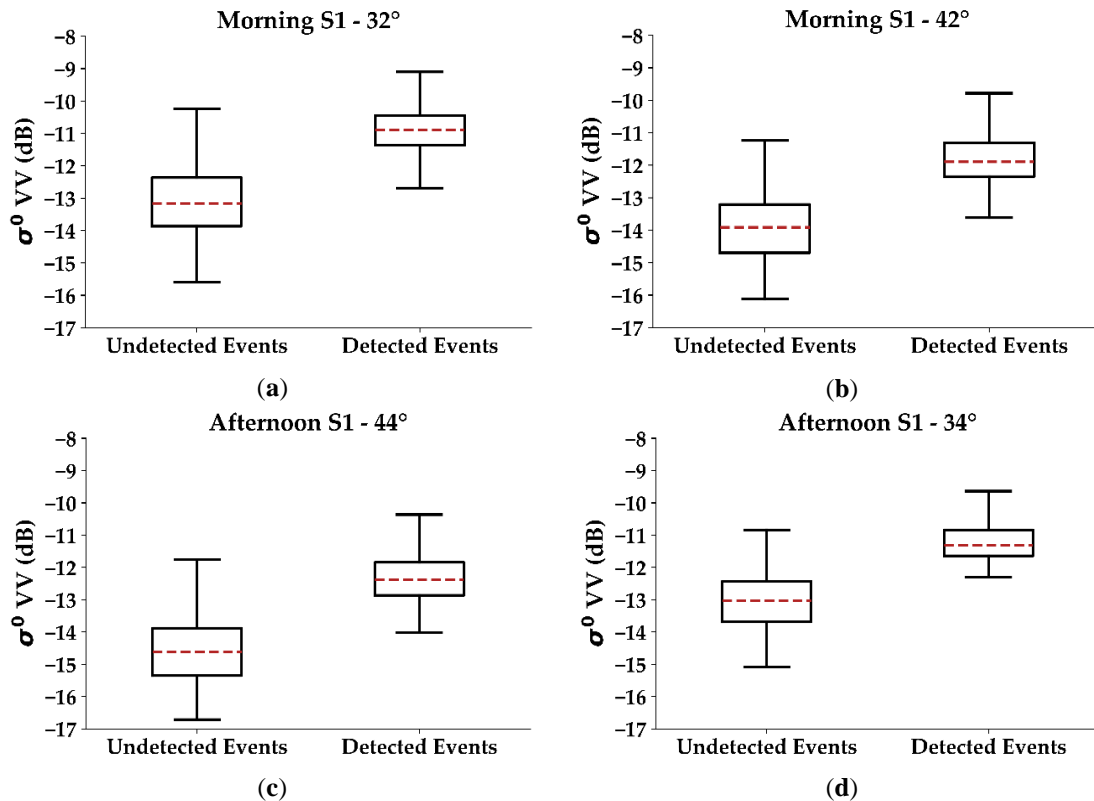 Morning S1 - 32°
−8
−9
−10
−11
−12
−13
−14
−15
−16
−17
σ⁰ VV (dB)
Undetected Events Detected Events
(a)
Morning S1 - 42°
−8
−9
−10
−11
−12
−13
−14
−15
−16
−17
σ⁰ VV (dB)
Undetected Events Detected Events
(b)
Afternoon S1 - 44°
−8
−9
−10
−11
−12
−13
−14
−15
−16
−17
σ⁰ VV (dB)
Undetected Events Detected Events
(c)
Afternoon S1 - 34°
−8
−9
−10
−11
−12
−13
−14
−15
−16
−17
σ⁰ VV (dB)
Undetected Events Detected Events
(d)